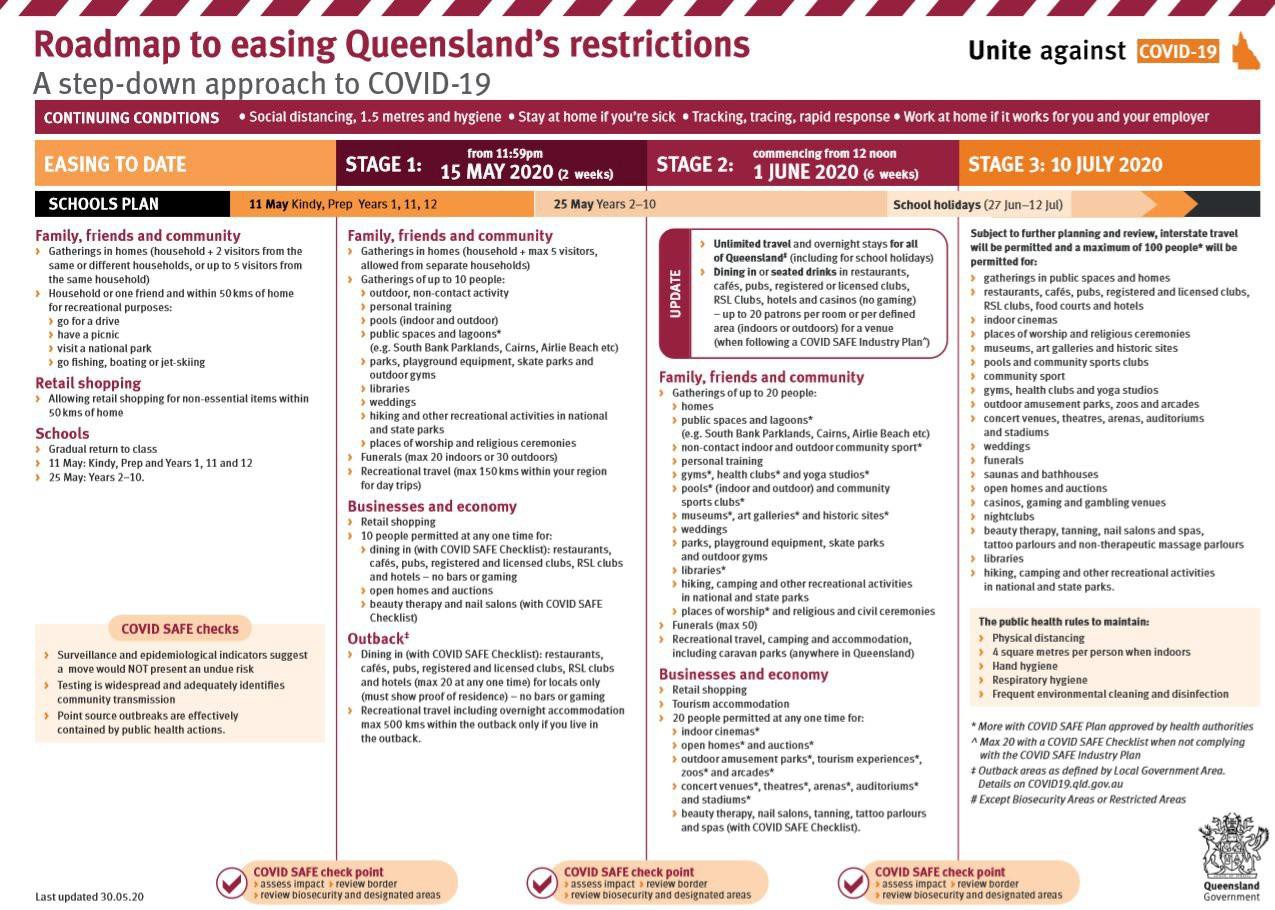 Roadmap to easing Queensland's restrictions
A step-down approach to COVID-19
Unite against COVID-19
CONTINUING CONDITIONS • Social distancing, 1.5 metres and hygiene • Stay at home if you're sick • Tracking, tracing, rapid response • Work at home if it works for you and your employer
EASING TO DATE
STAGE 1: from 11:59pm
15 MAY 2020 (2 weeks)
STAGE 2: commencing from 12 noon
1 JUNE 2020 (6 weeks)
STAGE 3: 10 JULY 2020
SCHOOLS PLAN
11 May Kindy, Prep Years 1, 11, 12
25 May Years 2–10
School holidays (27 Jun–12 Jul)
Family, friends and community
› Gatherings in homes (household + 2 visitors from the
same or different households, or up to 5 visitors from
the same household)
› Household or one friend and within 50kms of home
for recreational purposes:
› go for a drive
› have a picnic
› visit a national park
› go fishing, boating or jet-skiing
Retail shopping
› Allowing retail shopping for non-essential items within
50 kms of home
Schools
› Gradual return to class
› 11 May: Kindy, Prep and Years 1, 11 and 12
› 25 May: Years 2–10.
COVID SAFE checks
› Surveillance and epidemiological indicators suggest
a move would NOT present an undue risk
› Testing is widespread and adequately identifies
community transmission
› Point source outbreaks are effectively
contained by public health actions.
Family, friends and community
› Gatherings in homes (household + max 5 visitors,
allowed from separate households)
› Gatherings of up to 10 people:
› outdoor, non-contact activity
› personal training
› pools (indoor and outdoor)
› public spaces and lagoons*
(e.g. South Bank Parklands, Cairns, Airlie Beach etc)
› parks, playground equipment, skate parks and
outdoor gyms
› libraries
› weddings
› hiking and other recreational activities in national
and state parks
› places of worship and religious ceremonies
› Funerals (max 20 indoors or 30 outdoors)
› Recreational travel (max 150 kms within your region
for day trips)
Businesses and economy
› Retail shopping
› 10 people permitted at any one time for:
› dining in (with COVID SAFE Checklist): restaurants,
cafés, pubs, registered and licensed clubs, RSL clubs
and hotels – no bars or gaming
› open homes and auctions
› beauty therapy and nail salons (with COVID SAFE
Checklist)
Outback‡
› Dining in (with COVID SAFE Checklist): restaurants,
cafés, pubs, registered and licensed clubs, RSL clubs
and hotels (max 20 at any one time) for locals only
(must show proof of residence) – no bars or gaming
› Recreational travel including overnight accommodation
max 500 kms within the outback only if you live in
the outback.
UPDATE
› Unlimited travel and overnight stays for all
of Queensland‡ (including for school holidays)
› Dining in or seated drinks in restaurants,
cafés, pubs, registered or licensed clubs,
RSL Clubs, hotels and casinos (no gaming)
– up to 20 patrons per room or per defined
area (indoors or outdoors) for a venue
(when following a COVID SAFE Industry Plan^)
Family, friends and community
› Gatherings of up to 20 people:
› homes
› public spaces and lagoons*
(e.g. South Bank Parklands, Cairns, Airlie Beach etc)
› non-contact indoor and outdoor community sport*
› personal training
› gyms*, health clubs* and yoga studios*
› pools* (indoor and outdoor) and community
sports clubs*
› museums*, art galleries* and historic sites*
› weddings
› parks, playground equipment, skate parks
and outdoor gyms
› libraries*
› hiking, camping and other recreational activities
in national and state parks
› places of worship* and religious and civil ceremonies
› Funerals (max 50)
› Recreational travel, camping and accommodation,
including caravan parks (anywhere in Queensland)
Businesses and economy
› Retail shopping
› Tourism accommodation
› 20 people permitted at any one time for:
› indoor cinemas*
› open homes* and auctions*
› outdoor amusement parks*, tourism experiences*,
zoos* and arcades*
› concert venues*, theatres*, arenas*, auditoriums*
and stadiums*
› beauty therapy, nail salons, tanning, tattoo parlours
and spas (with COVID SAFE Checklist).
Subject to further planning and review, interstate travel
will be permitted and a maximum of 100 people* will be
permitted for:
› gatherings in public spaces and homes
› restaurants, cafés, pubs, registered and licensed clubs,
RSL clubs, food courts and hotels
› indoor cinemas
› places of worship and religious ceremonies
› museums, art galleries and historic sites
› pools and community sports clubs
› community sport
› gyms, health clubs and yoga studios
› outdoor amusement parks, zoos and arcades
› concert venues, theatres, arenas, auditoriums
and stadiums
› weddings
› funerals
› saunas and bathhouses
› open homes and auctions
› casinos, gaming and gambling venues
› nightclubs
› beauty therapy, tanning, nail salons and spas,
tattoo parlours and non-therapeutic massage parlours
› libraries
› hiking, camping and other recreational activities
in national and state parks.
The public health rules to maintain:
› Physical distancing
› 4 square metres per person when indoors
› Hand hygiene
› Respiratory hygiene
› Frequent environmental cleaning and disinfection
* More with COVID SAFE Plan approved by health authorities
^ Max 20 with a COVID SAFE Checklist when not complying
with the COVID SAFE Industry Plan
‡ Outback areas as defined by Local Government Area.
Details on COVID19.qld.gov.au
# Except Biosecurity Areas or Restricted Areas
Last updated 30.05.20
COVID SAFE check point
› assess impact › review border
› review biosecurity and designated areas
COVID SAFE check point
› assess impact › review border
› review biosecurity and designated areas
COVID SAFE check point
› assess impact › review border
› review biosecurity and designated areas
Queensland
Government